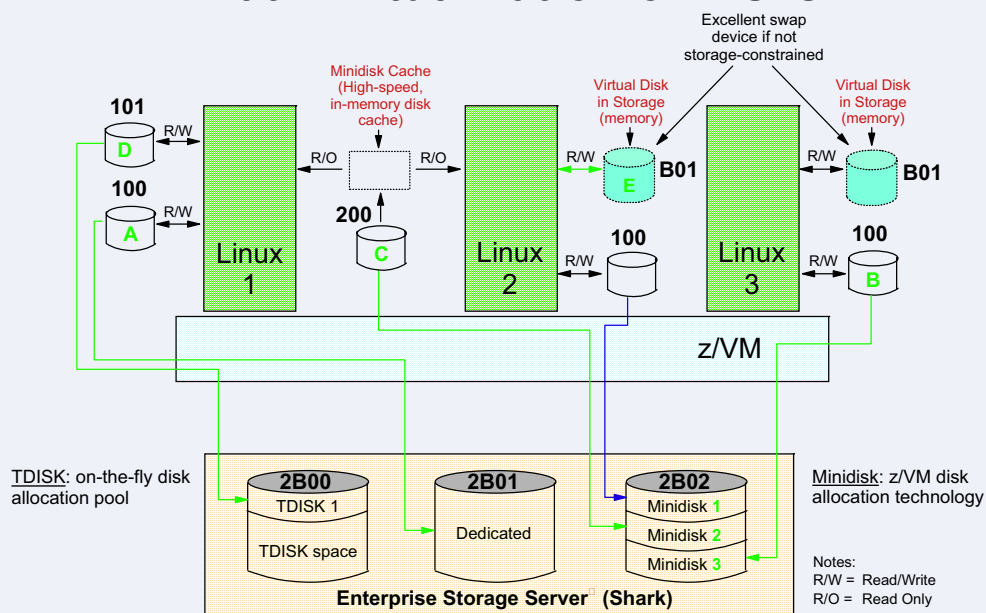 Excellent swap
device if not
storage-constrained
Minidisk Cache
(High-speed,
in-memory disk
cache)
Virtual Disk
in Storage
(memory)
Virtual Disk
in Storage
(memory)
101
D
R/W
100
A
R/W
Linux
1
R/O
R/O
200
C
Linux
2
R/W
E
B01
100
R/W
Linux
3
R/W
B01
100
R/W
B
z/VM
TDISK: on-the-fly disk
allocation pool
2B00
TDISK 1
TDISK space
2B01
Dedicated
2B02
Minidisk 1
Minidisk 2
Minidisk 3
Minidisk: z/VM disk
allocation technology
Notes:
R/W = Read/Write
R/O = Read Only
Enterprise Storage Server (Shark)